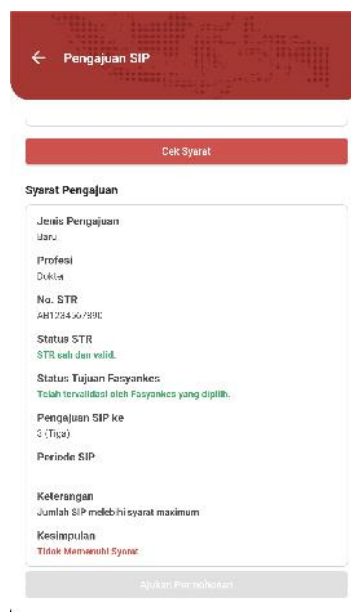 Pengajuan SIP
Cek Syarat
Syarat Pengajuan
Jenis Pengajuan
Baru
Profesi
Dokter
No. STR
AB1234567890
Status STR
STR sah dan valid.
Status Tujuan Fasyankes
Telah tervalidasi oleh Fasyankes yang dipilih.
Pengajuan SIP ke
3 (Tiga)
Periode SIP
Keterangan
Jumlah SIP melebihi syarat maximum
Kesimpulan
Tidak Memenuhi Syarat
Ajukan Permohonan